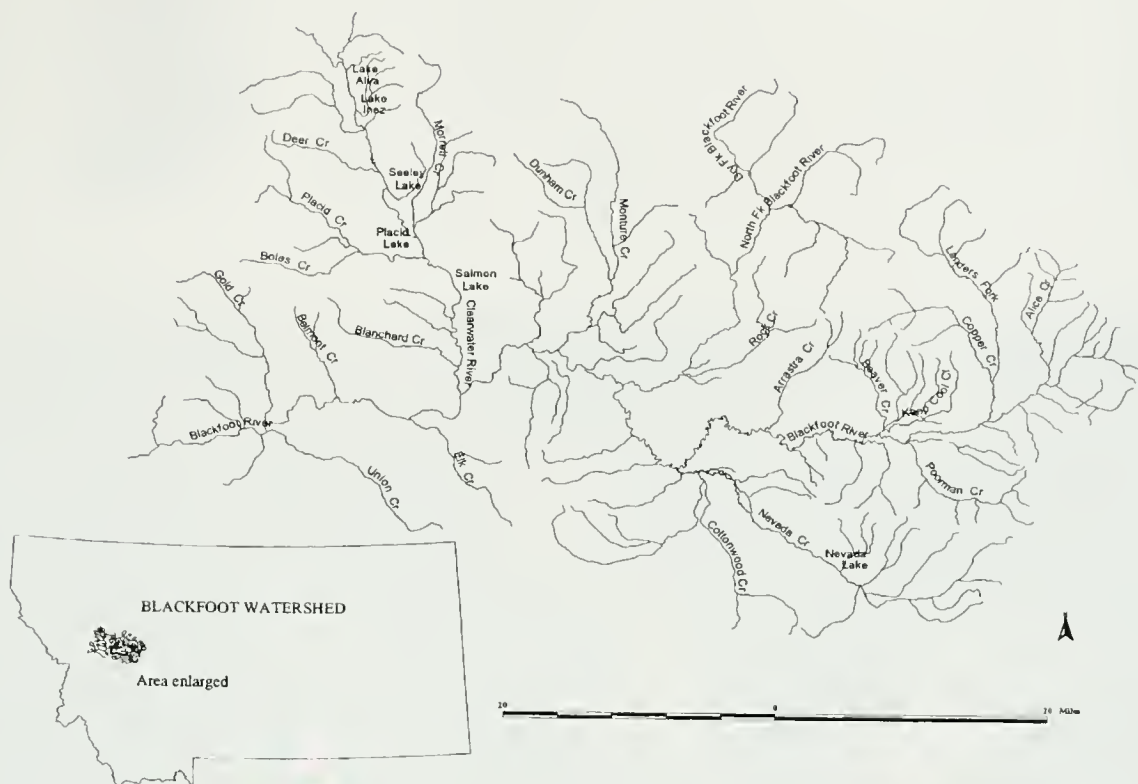 Lake
Alva
Lake
Inez
Deer Cr
Morrell Cr
Seeley
Lake
Placid Cr
Placid
Lake
Boles Cr
Gold Cr
Belmont Cr
Blanchard Cr
Salmon
Lake
Clearwater River
Blackfoot River
Union Cr
Elk Cr
Dunham Cr
Monture Cr
Dry Fk Blackfoot River
North Fk Blackfoot River
Rock Cr
Arrastra Cr
Beaver Cr
Keep Cool Cr
Landers Fork
Copper Cr
Alice Cr
Blackfoot River
Poorman Cr
Nevada Cr
Nevada
Lake
Cottonwood Cr
BLACKFOOT WATERSHED
Area enlarged
20 0 20 Miles